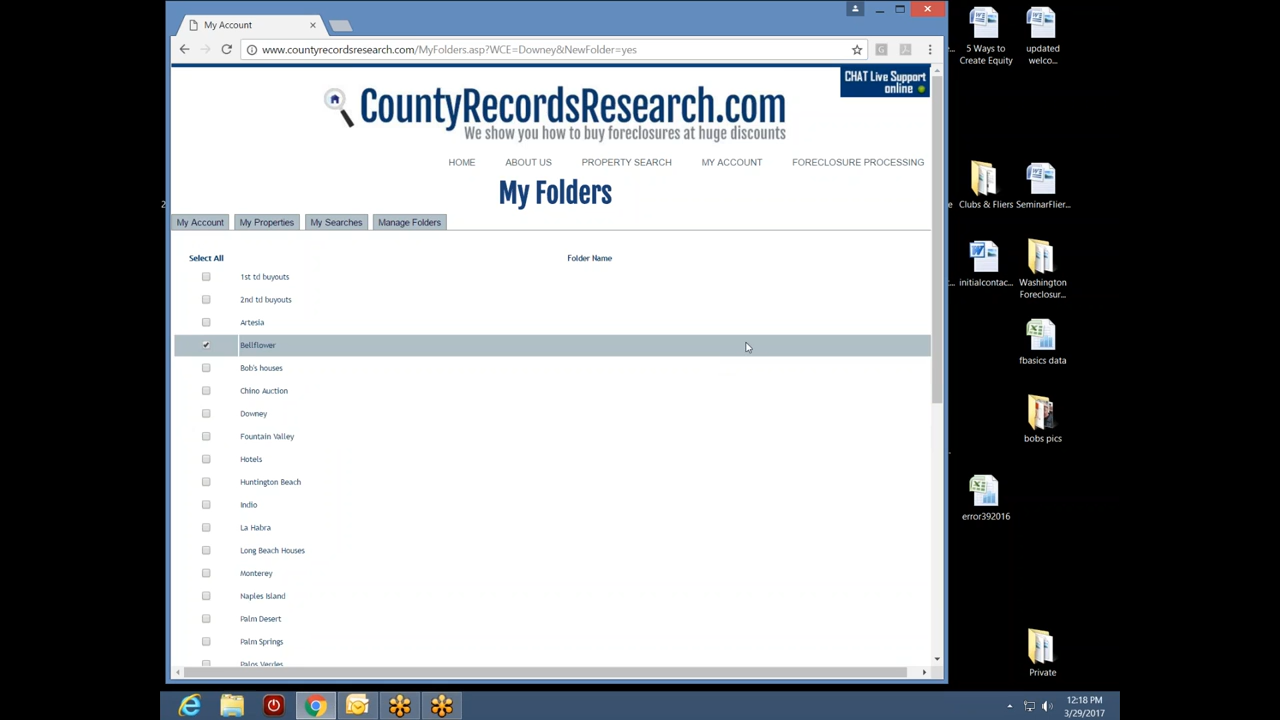 My Account
www.countyrecordsresearch.com/MyFolders.asp?WCE=Downey&NewFolder=yes
CHAT Live Support
online
CountyRecordsResearch.com
We show you how to buy foreclosures at huge discounts
HOME ABOUT US PROPERTY SEARCH MY ACCOUNT FORECLOSURE PROCESSING
My Folders
My Account My Properties My Searches Manage Folders
Select All Folder Name
1st td buyouts
2nd td buyouts
Artesia
Bellflower
Bob's houses
Chino Auction
Downey
Fountain Valley
Hotels
Huntington Beach
Indio
La Habra
Long Beach Houses
Monterey
Naples Island
Palm Desert
Palm Springs
Palos Verdes
5 Ways to
Create Equity
updated
welco...
Clubs & Fliers
SeminarFlier...
initialcontac...
Washington
Foreclosur...
fbasics data
bobs pics
error392016
Private
12:18 PM
3/29/2017